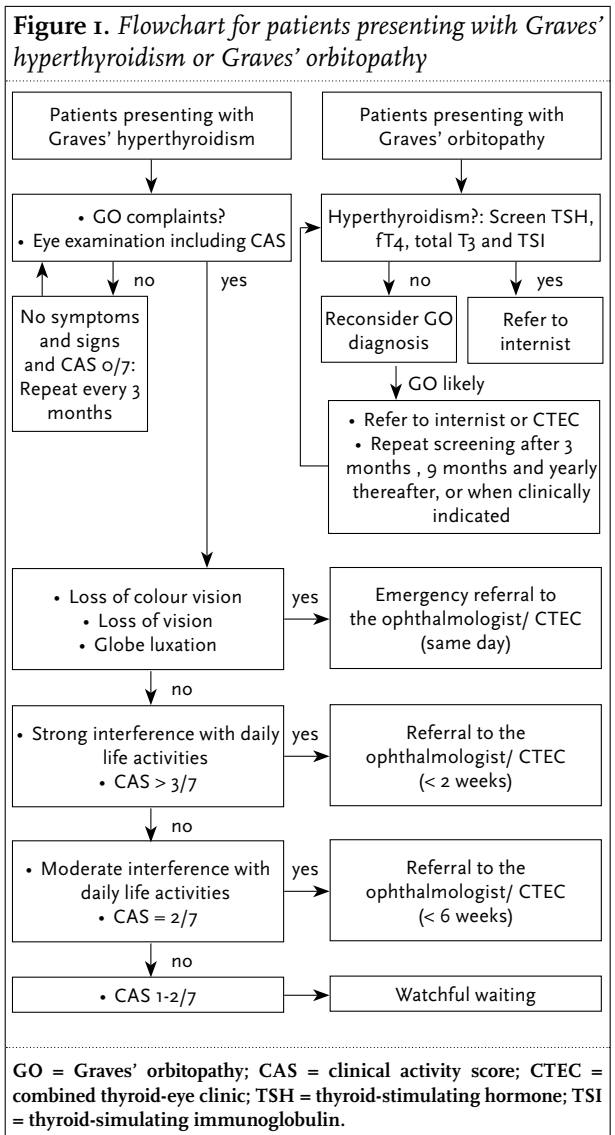 Figure 1. Flowchart for patients presenting with Graves'
hyperthyroidism or Graves' orbitopathy
Patients presenting with
Graves' hyperthyroidism
• GO complaints?
• Eye examination including CAS
no
yes
No symptoms
and signs
and CAS 0/7:
Repeat every 3
months
Patients presenting with
Graves' orbitopathy
Hyperthyroidism?: Screen TSH,
fT4, total T3 and TSI
no
yes
Reconsider GO
diagnosis
Refer to
internist
GO likely
• Refer to internist or CTEC
• Repeat screening after 3
months , 9 months and yearly
thereafter, or when clinically
indicated
• Loss of colour vision
• Loss of vision
• Globe luxation
yes
Emergency referral to
the ophthalmologist/ CTEC
(same day)
no
• Strong interference with daily
life activities
• CAS > 3/7
yes
Referral to the
ophthalmologist/ CTEC
(< 2 weeks)
no
• Moderate interference with
daily life activities
• CAS = 2/7
yes
Referral to the
ophthalmologist/ CTEC
(< 6 weeks)
no
• CAS 1-2/7
Watchful waiting
GO = Graves' orbitopathy; CAS = clinical activity score; CTEC =
combined thyroid-eye clinic; TSH = thyroid-stimulating hormone; TSI
= thyroid-simulating immunoglobulin.